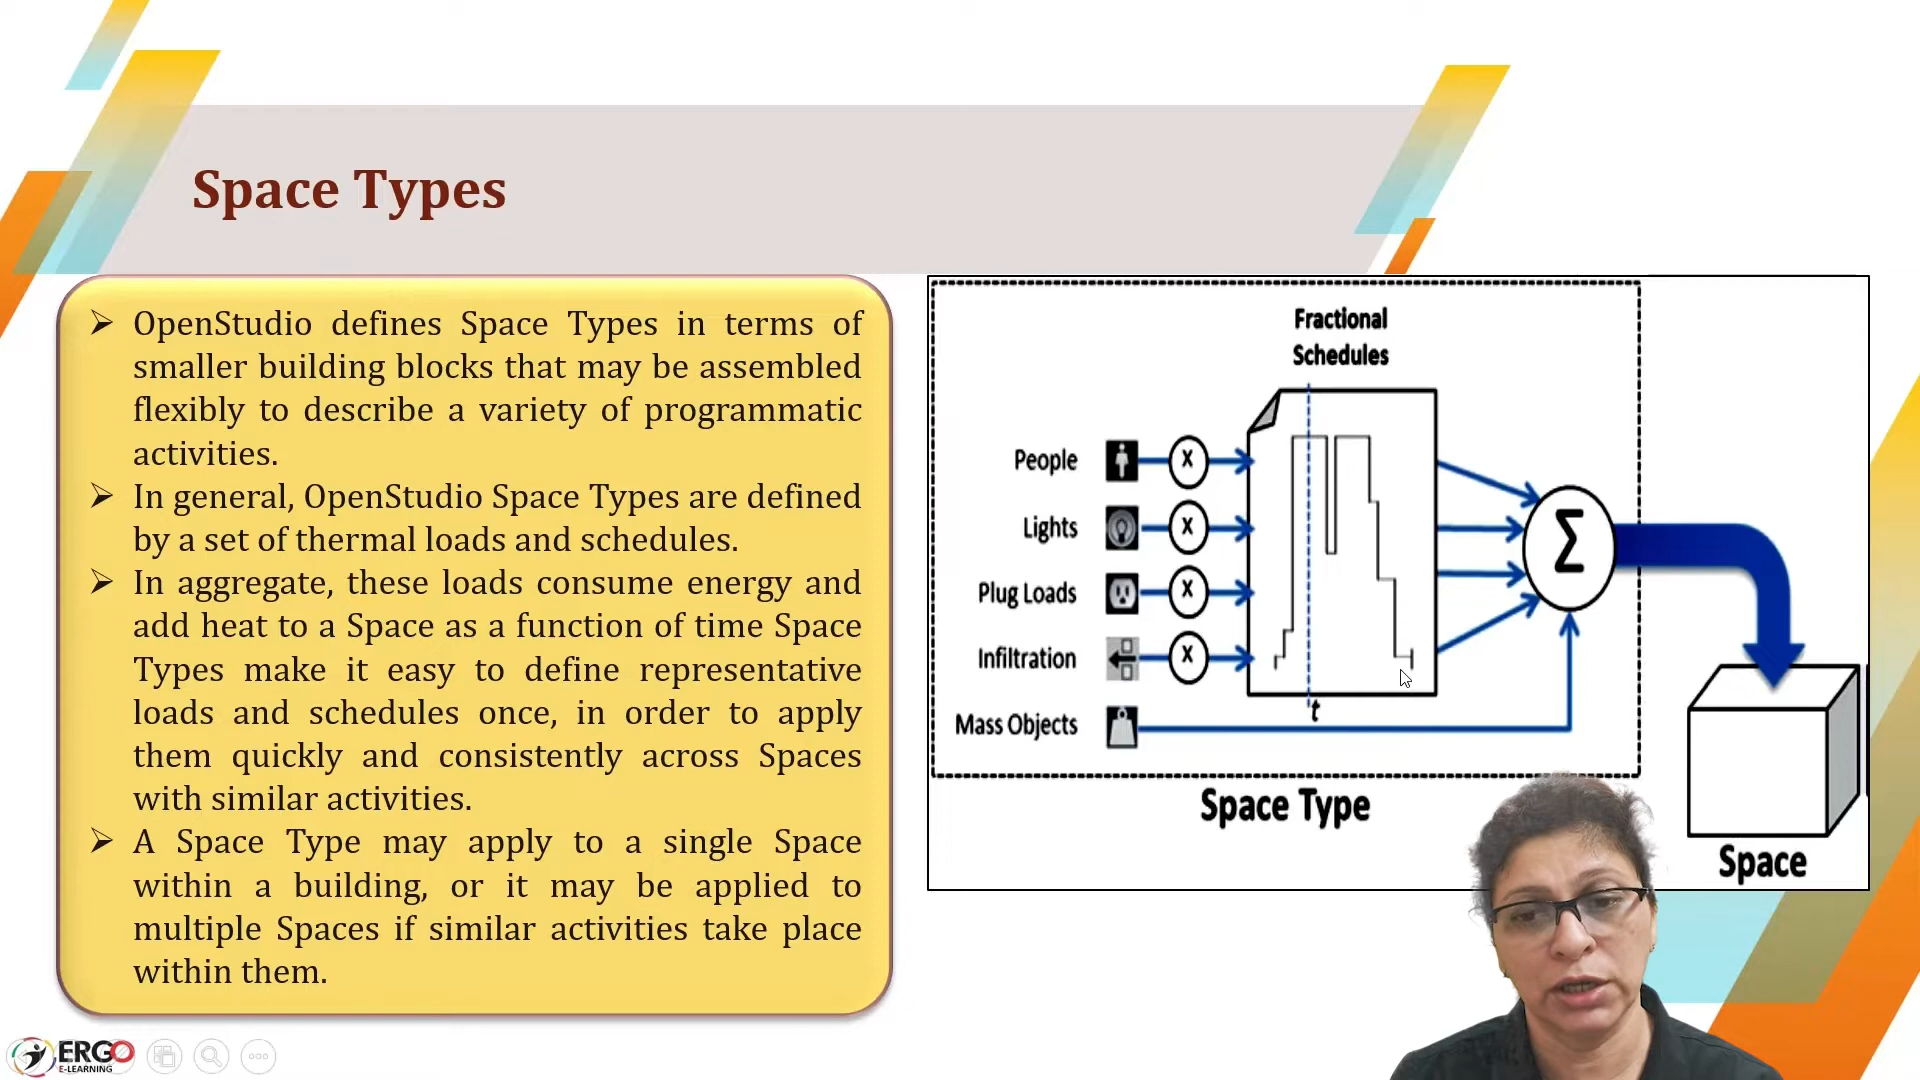 Space Types
➢ OpenStudio defines Space Types in terms of
smaller building blocks that may be assembled
flexibly to describe a variety of programmatic
activities.
➢ In general, OpenStudio Space Types are defined
by a set of thermal loads and schedules.
➢ In aggregate, these loads consume energy and
add heat to a Space as a function of time Space
Types make it easy to define representative
loads and schedules once, in order to apply
them quickly and consistently across Spaces
with similar activities.
➢ A Space Type may apply to a single Space
within a building, or it may be applied to
multiple Spaces if similar activities take place
within them.
Fractional
Schedules
People X
Lights X
Plug Loads X
Infiltration X
Mass Objects
t
Σ
Space Type
Space
ERGO
E-LEARNING